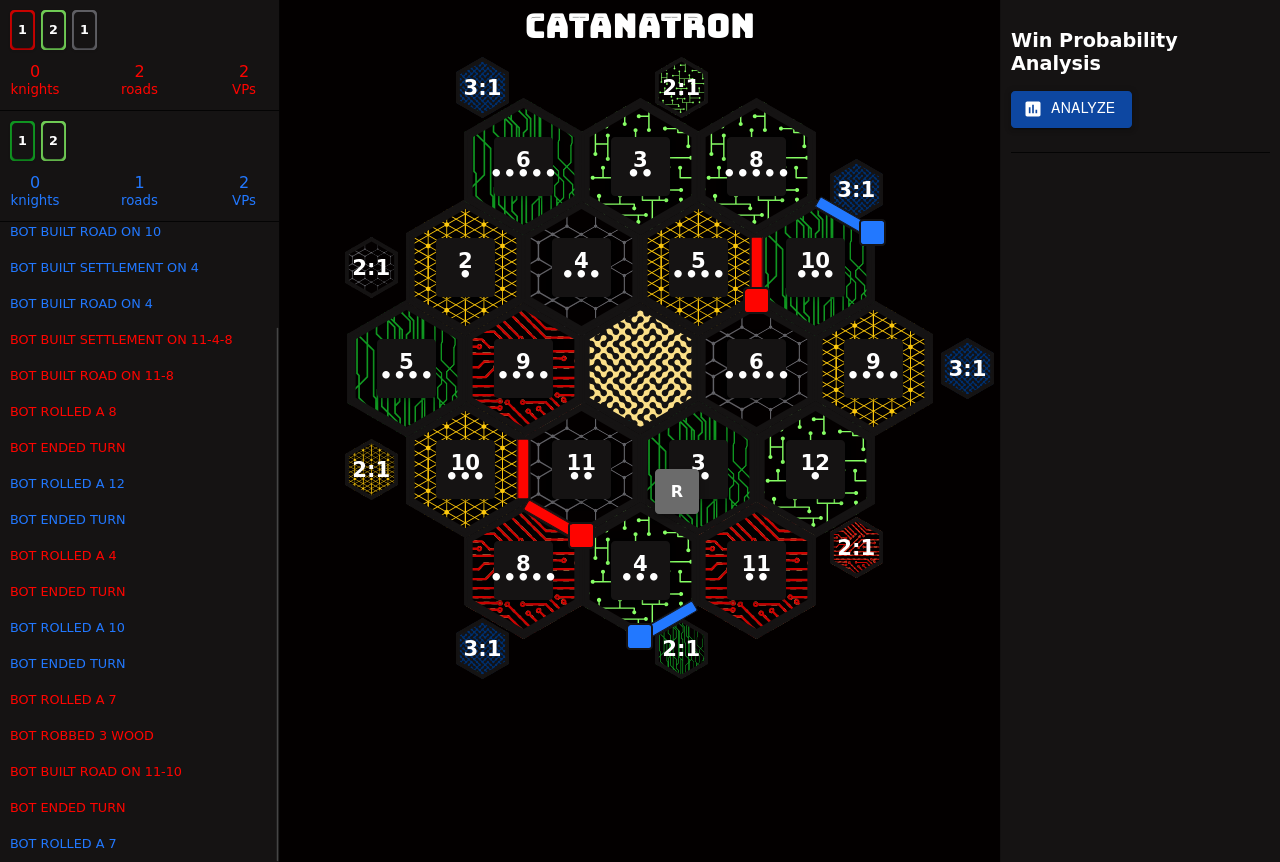 1 2 1
0 2 2
knights roads VPs
1 2
0 1 2
knights roads VPs
BOT BUILT ROAD ON 10
BOT BUILT SETTLEMENT ON 4
BOT BUILT ROAD ON 4
BOT BUILT SETTLEMENT ON 11-4-8
BOT BUILT ROAD ON 11-8
BOT ROLLED A 8
BOT ENDED TURN
BOT ROLLED A 12
BOT ENDED TURN
BOT ROLLED A 4
BOT ENDED TURN
BOT ROLLED A 10
BOT ENDED TURN
BOT ROLLED A 7
BOT ROBBED 3 WOOD
BOT BUILT ROAD ON 11-10
BOT ENDED TURN
BOT ROLLED A 7
CATANATRON
3:1 2:1
6 3 8
3:1
2:1 2 4 5 10
5 9 6 9 3:1
2:1 10 11 3 12
R
2:1
8 4 11
3:1 2:1
Win Probability
Analysis
ANALYZE